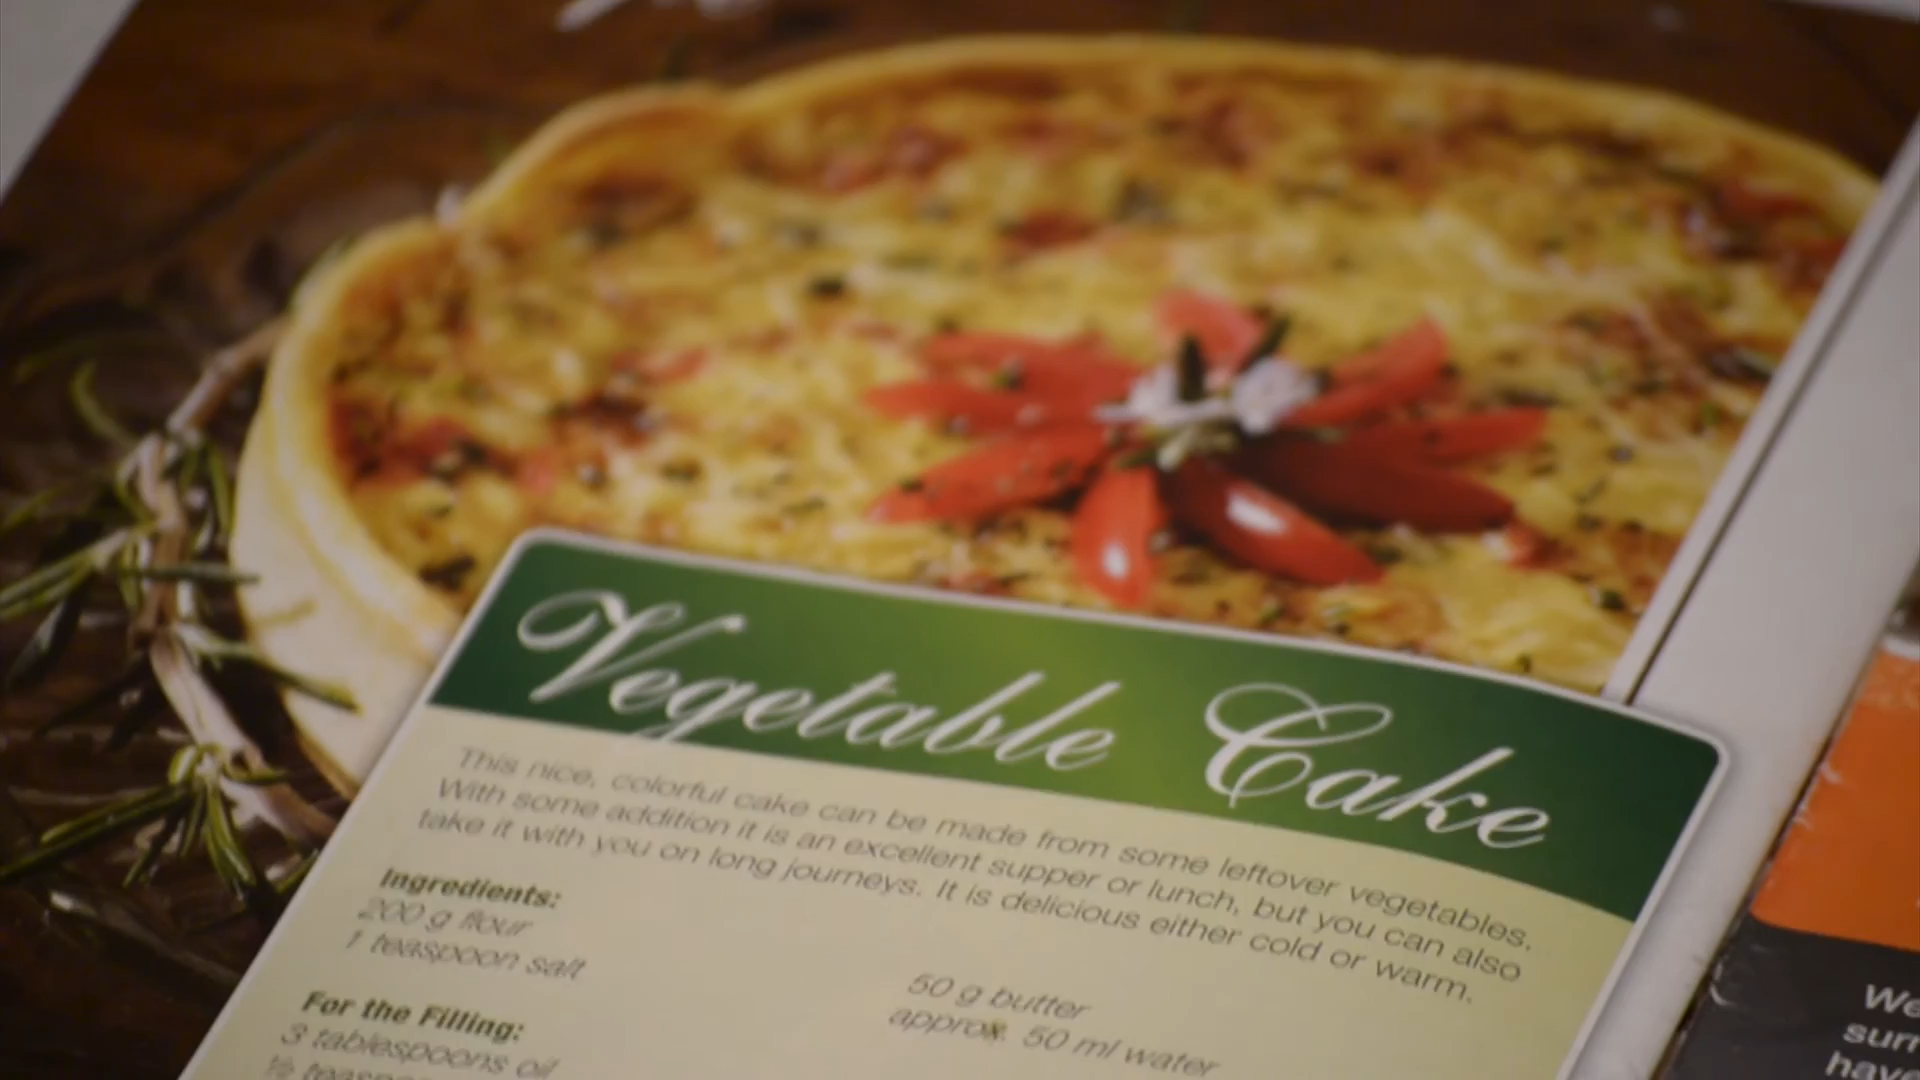 Vegetable Cake
This nice, colorful cake can be made from some leftover vegetables.
With some addition it is an excellent supper or lunch, but you can also
take it with you on long journeys. It is delicious either cold or warm.
Ingredients:
200 g flour
1 teaspoon salt
50 g butter
approx. 50 ml water
For the Filling:
3 tablespoons oil
½
We
surr
have